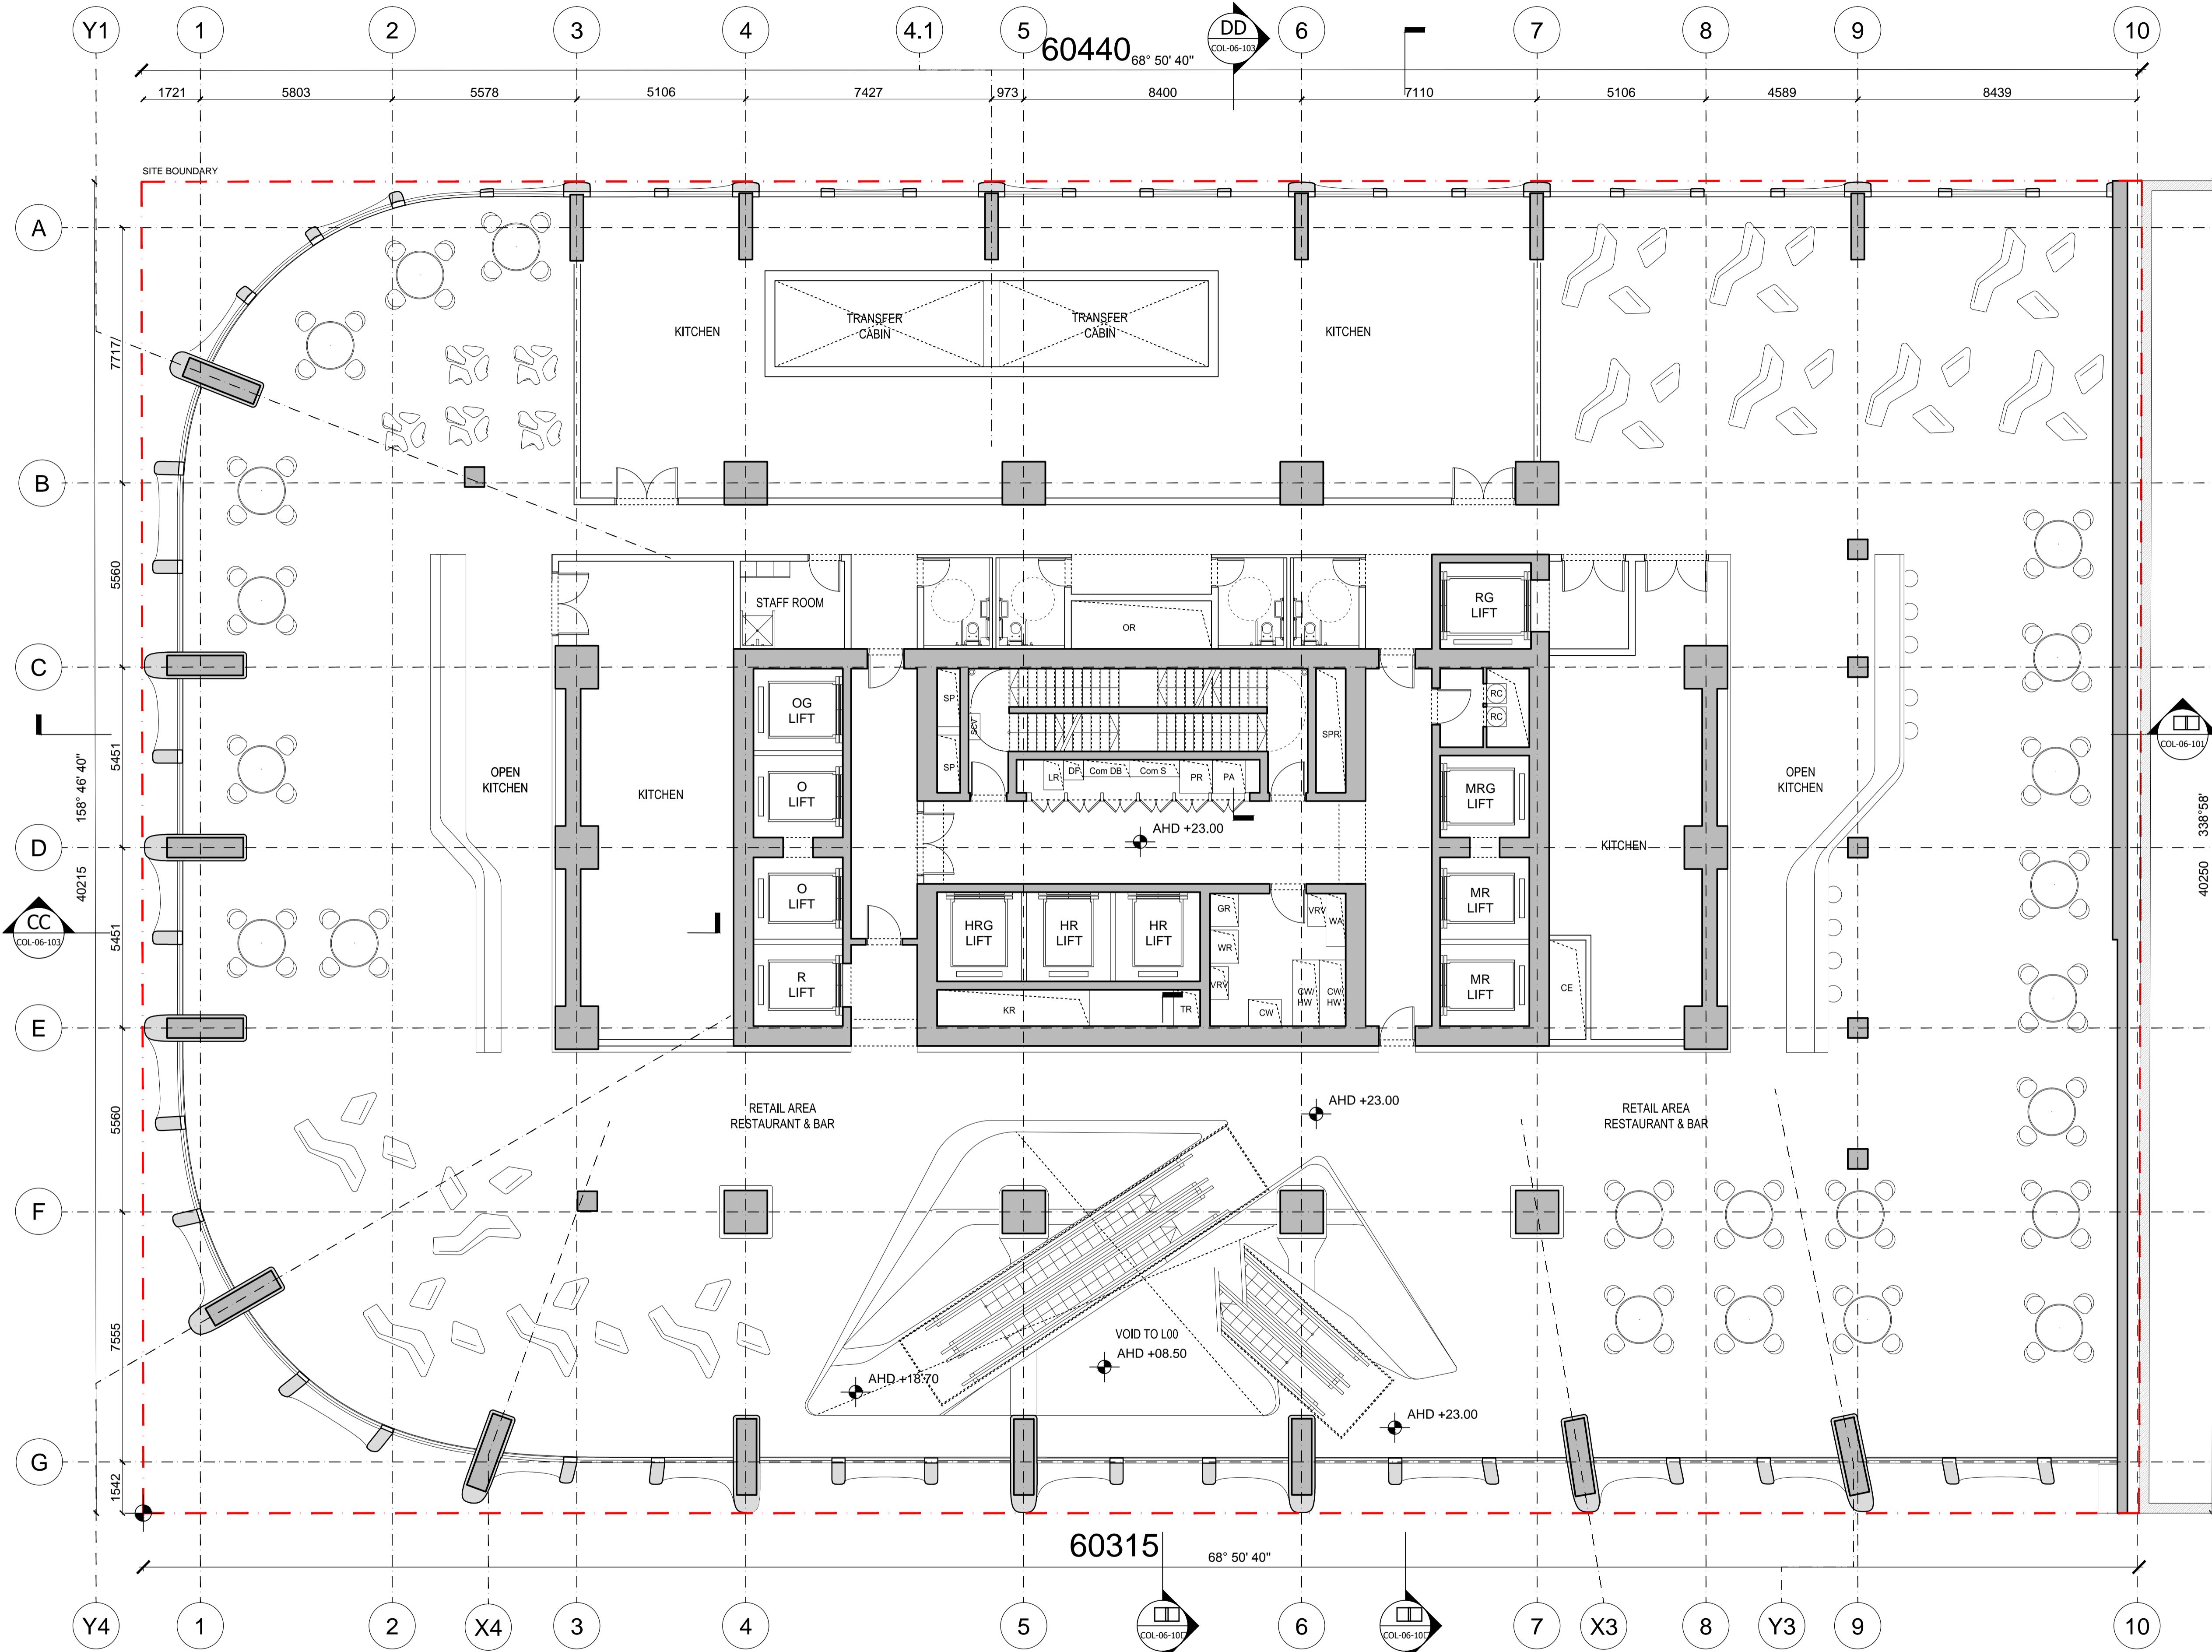 Y1
1
2
3
4
4.1
5
60440
68° 50' 40"
DD
COL-06-103
6
7
8
9
10
1721
5803
5578
5106
7427
973
8400
7110
5106
4589
8439
SITE BOUNDARY
A
B
C
D
E
F
G
7717
5560
5451
5451
5560
7555
1542
158° 46' 40"
40215
CC
COL-06-103
TRANSFER
CABIN
TRANSFER
CABIN
KITCHEN
KITCHEN
STAFF ROOM
OR
RG
LIFT
OG
LIFT
SP
SCV
SPR
RC
RC
O
LIFT
SP
LR
DF
Com DB
Com S
PR
PA
MRG
LIFT
OPEN
KITCHEN
KITCHEN
OPEN
KITCHEN
AHD +23.00
KITCHEN
O
LIFT
HRG
LIFT
HR
LIFT
HR
LIFT
GR
WR
VRV
VRV
WA
MR
LIFT
R
LIFT
KR
TR
CW
CW/
HW
CW/
HW
MR
LIFT
CE
COL-06-101
338°58'
40250
RETAIL AREA
RESTAURANT & BAR
AHD +23.00
RETAIL AREA
RESTAURANT & BAR
VOID TO L00
AHD +08.50
AHD +18.70
AHD +23.00
60315
68° 50' 40"
Y4
1
2
X4
3
4
5
COL-06-10
6
COL-06-10
7
X3
8
Y3
9
10